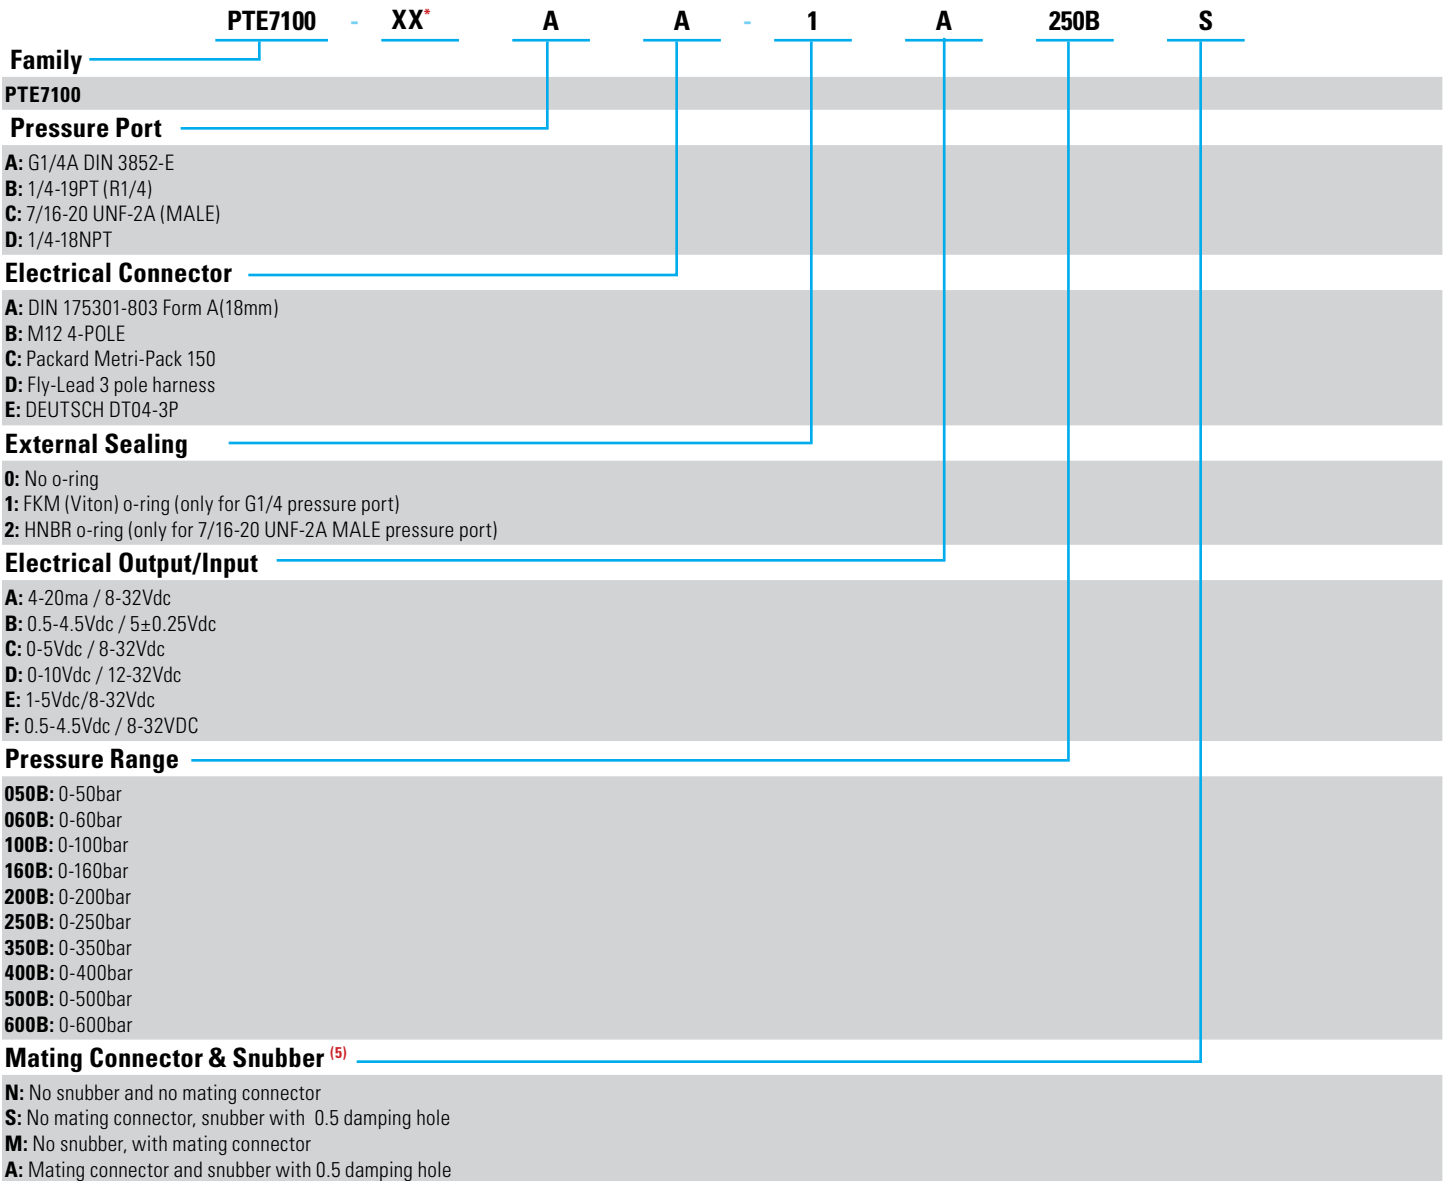 PTE7100 - XX* A A - 1 A 250B S
Family
PTE7100
Pressure Port
A: G1/4A DIN 3852-E
B: 1/4-19PT (R1/4)
C: 7/16-20 UNF-2A (MALE)
D: 1/4-18NPT
Electrical Connector
A: DIN 175301-803 Form A(18mm)
B: M12 4-POLE
C: Packard Metri-Pack 150
D: Fly-Lead 3 pole harness
E: DEUTSCH DT04-3P
External Sealing
0: No o-ring
1: FKM (Viton) o-ring (only for G1/4 pressure port)
2: HNBR o-ring (only for 7/16-20 UNF-2A MALE pressure port)
Electrical Output/Input
A: 4-20ma / 8-32Vdc
B: 0.5-4.5Vdc / 5±0.25Vdc
C: 0-5Vdc / 8-32Vdc
D: 0-10Vdc / 12-32Vdc
E: 1-5Vdc/8-32Vdc
F: 0.5-4.5Vdc / 8-32VDC
Pressure Range
050B: 0-50bar
060B: 0-60bar
100B: 0-100bar
160B: 0-160bar
200B: 0-200bar
250B: 0-250bar
350B: 0-350bar
400B: 0-400bar
500B: 0-500bar
600B: 0-600bar
Mating Connector & Snubber (5)
N: No snubber and no mating connector
S: No mating connector, snubber with 0.5 damping hole
M: No snubber, with mating connector
A: Mating connector and snubber with 0.5 damping hole